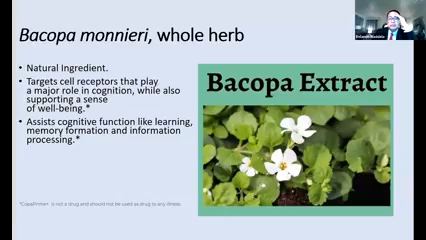 Bacopa monnieri, whole herb
• Natural Ingredient.
• Targets cell receptors that play
a major role in cognition, while also
supporting a sense
of well-being.*
• Assists cognitive function like learning,
memory formation and information
processing.*
Bacopa Extract
is not a drug and should not be used as drug to any illness.